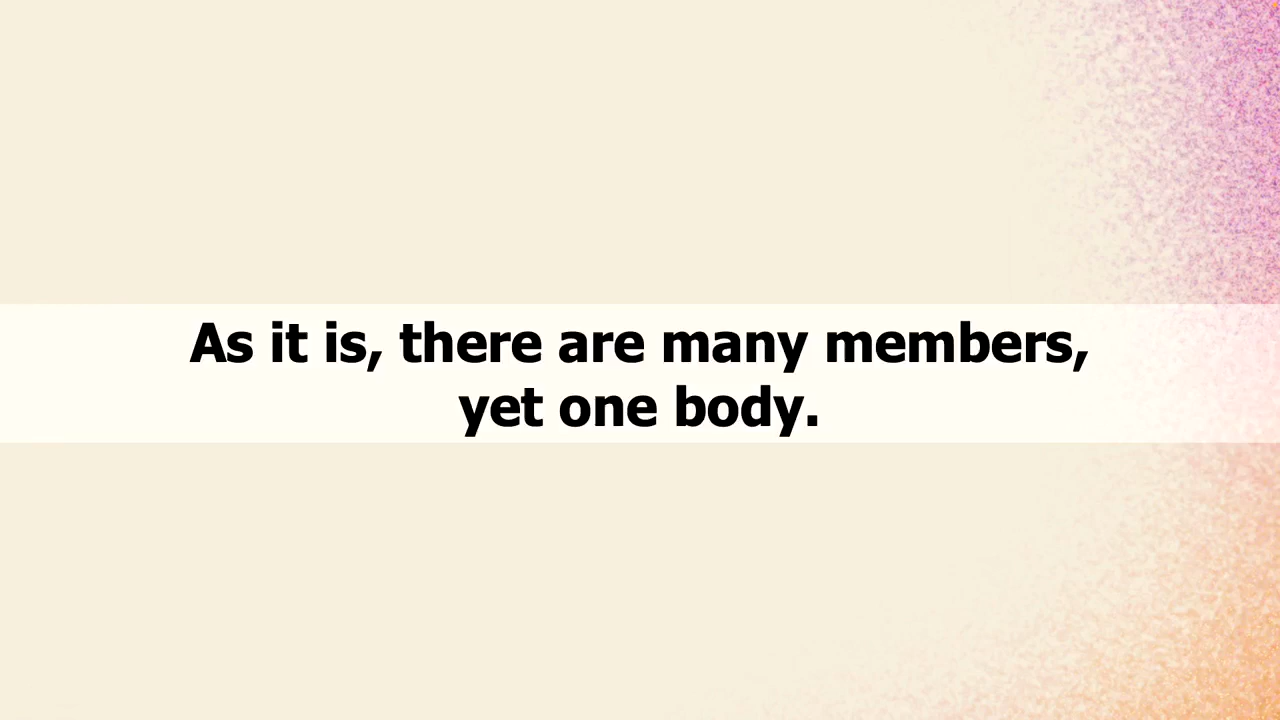 As it is, there are many members,
yet one body.